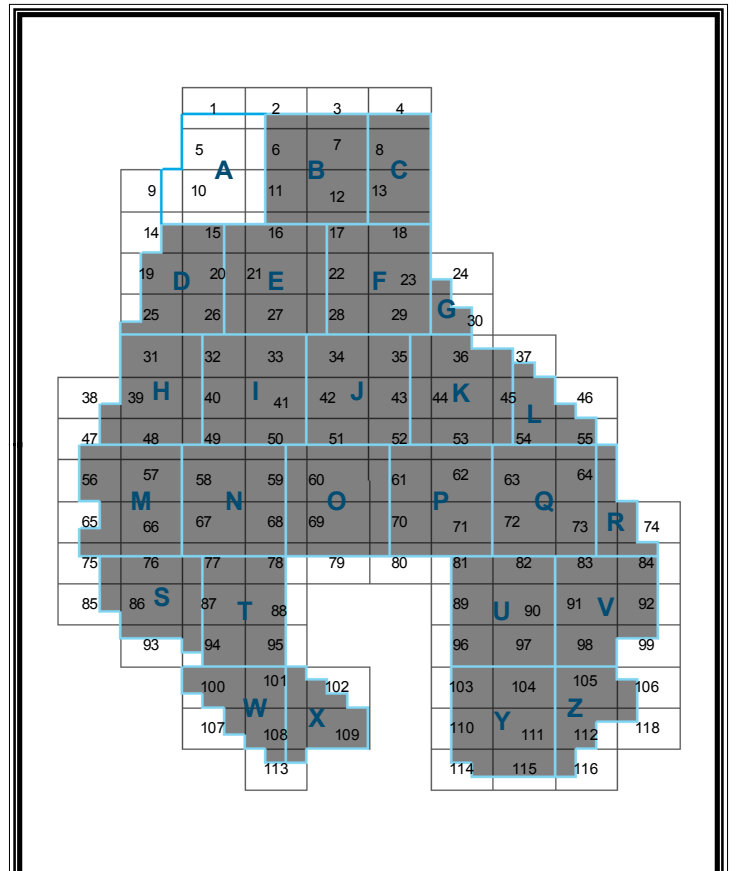 1 2 3 4
5 6 7 8
A B C
9 10 11 12 13
14 15 16 17 18
19 20 21 22 23 24
D E F
G
25 26 27 28 29 30
31 32 33 34 35 36 37
38 39 H 40 I 41 42 J 43 44 K 45 46
L
47 48 49 50 51 52 53 54 55
56 57 58 59 60 61 62 63 64
M N O P Q
65 66 67 68 69 70 71 72 73 R 74
75 76 77 78 79 80 81 82 83 84
85 86 S 87 T 88 89 U 90 91 V 92
93 94 95 96 97 98 99
100 101 102 103 104 105 106
W X Y Z
107 108 109 110 111 112 118
113 114 115 116